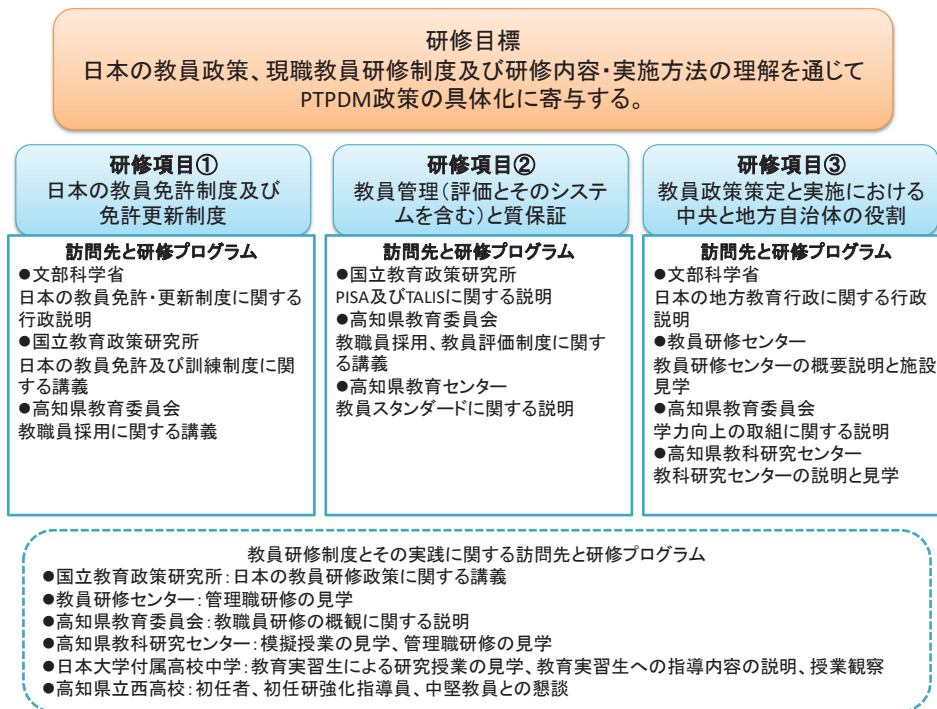 研修目標
日本の教員政策、現職教員研修制度及び研修内容・実施方法の理解を通じて
PTPDM政策の具体化に寄与する。
研修項目①
日本の教員免許制度及び
免許更新制度
訪問先と研修プログラム
●文部科学省
日本の教員免許・更新制度に関する
行政説明
●国立教育政策研究所
日本の教員免許及び訓練制度に関
する講義
●高知県教育委員会
教職員採用に関する講義
研修項目②
教員管理(評価とそのシステ
ムを含む)と質保証
訪問先と研修プログラム
●国立教育政策研究所
PISA及びTALISに関する説明
●高知県教育委員会
教職員採用、教員評価制度に関す
る講義
●高知県教育センター
教員スタンダードに関する説明
研修項目③
教員政策策定と実施における
中央と地方自治体の役割
訪問先と研修プログラム
●文部科学省
日本の地方教育行政に関する行政
説明
●教員研修センター
教員研修センターの概要説明と施設
見学
●高知県教育委員会
学力向上の取組に関する説明
●高知県教科研究センター
教科研究センターの説明と見学
教員研修制度とその実践に関する訪問先と研修プログラム
●国立教育政策研究所:日本の教員研修政策に関する講義
●教員研修センター:管理職研修の見学
●高知県教育委員会:教職員研修の概観に関する説明
●高知県教科研究センター:模擬授業の見学、管理職研修の見学
●日本大学付属高校中学:教育実習生による研究授業の見学、教育実習生への指導内容の説明、授業観察
●高知県立西高校:初任者、初任研強化指導員、中堅教員との懇談